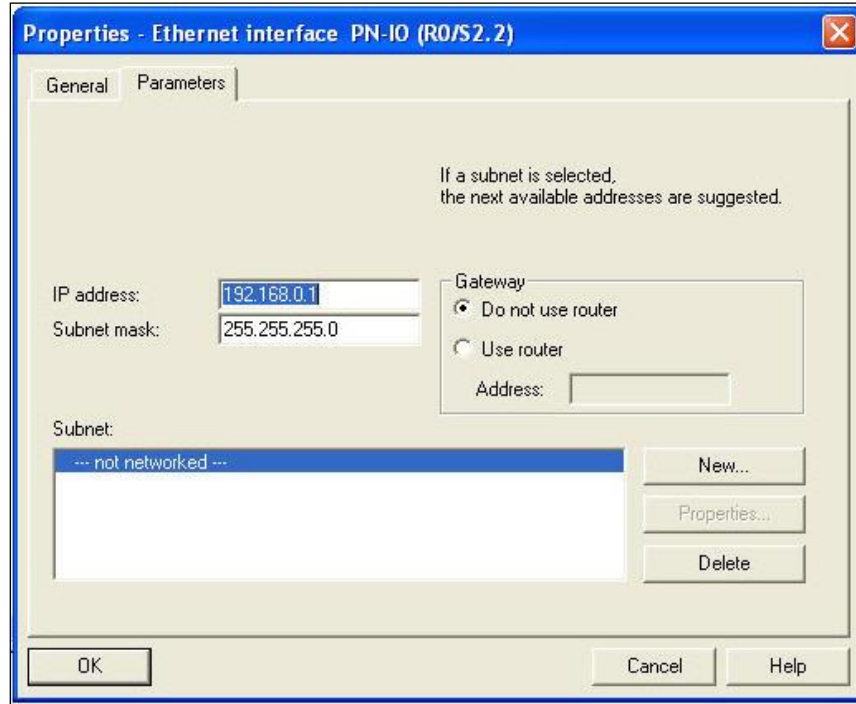 Properties - Ethernet interface PN-IO (R0/S2.2)
General Parameters
If a subnet is selected,
the next available addresses are suggested.
IP address: 192.168.0.1
Subnet mask: 255.255.255.0
Gateway
Do not use router
Use router
Address:
Subnet:
--- not networked ---
New...
Properties...
Delete
OK Cancel Help